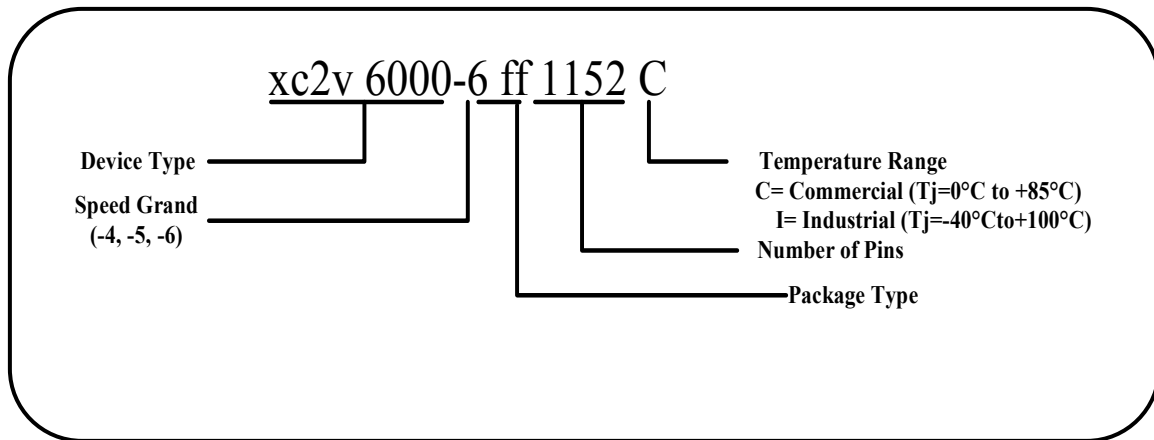 xc2v 6000-6 ff 1152 C
Device Type
Speed Grand
(-4, -5, -6)
Temperature Range
C= Commercial (Tj=0°C to +85°C)
I= Industrial (Tj=-40°Cto+100°C)
Number of Pins
Package Type